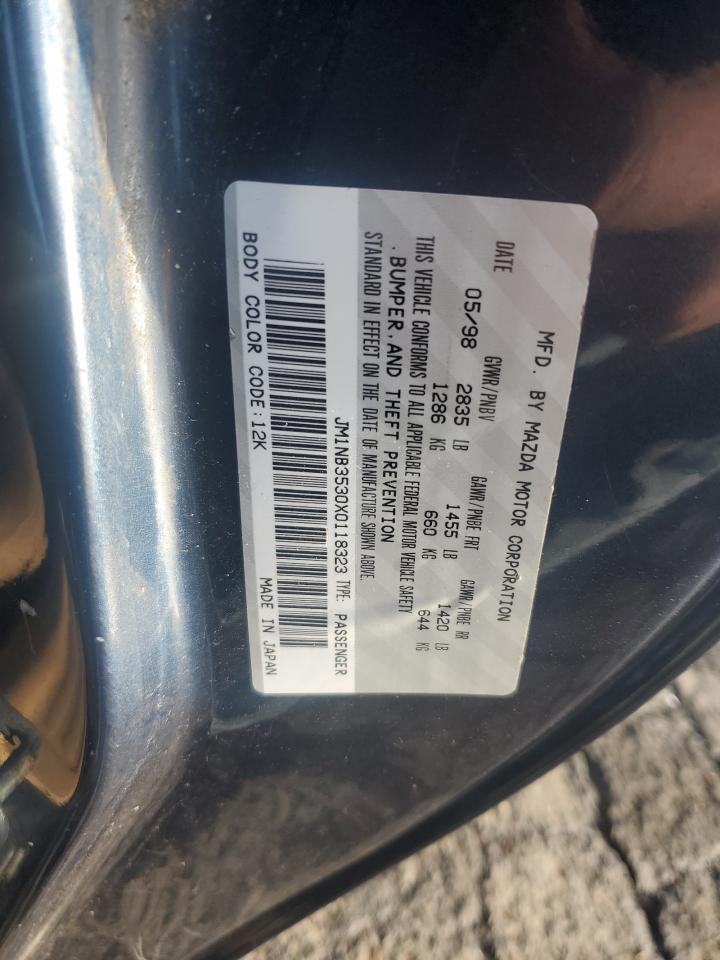 MFD. BY MAZDA MOTOR CORPORATION
DATE GVWR/PNBV GAWR/PNBE FRT GAWR/PNBE RR
05/98 2835 LB 1455 LB 1420 LB
1286 KG 660 KG 644 KG
THIS VEHICLE CONFORMS TO ALL APPLICABLE FEDERAL MOTOR VEHICLE SAFETY
. BUMPER, AND THEFT PREVENTION
STANDARD IN EFFECT ON THE DATE OF MANUFACTURE SHOWN ABOVE.
JM1NB3530X0118323 TYPE: PASSENGER
BODY COLOR CODE:12K MADE IN JAPAN